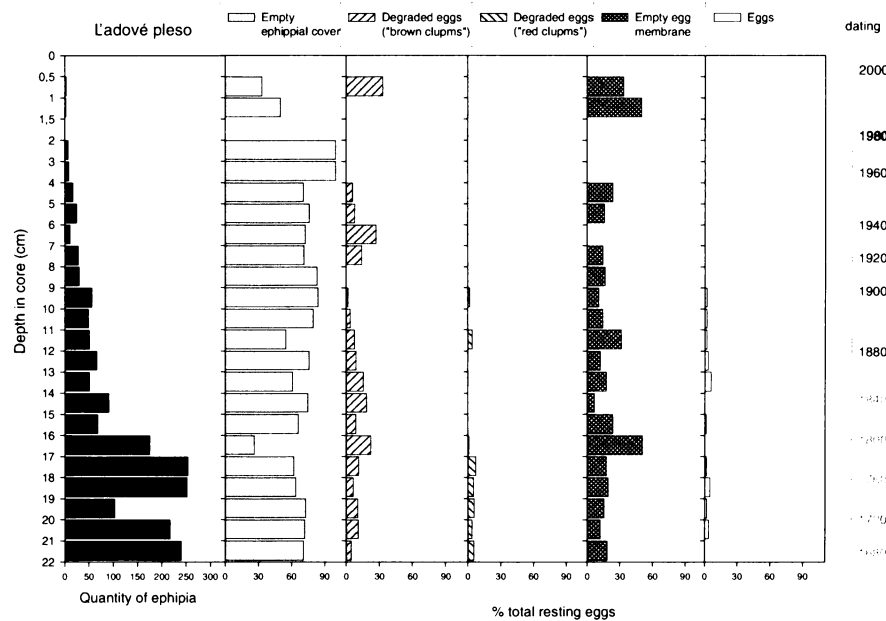 L'adové pleso
Empty
ephippial cover
Degraded eggs
("brown clupms")
Degraded eggs
("red clupms")
Empty egg
membrane
Eggs
dating
Depth in core (cm)
0
0,5
1
1,5
2
3
4
5
6
7
8
9
10
11
12
13
14
15
16
17
18
19
20
21
22
2000
1980
1960
1940
1920
1900
1880
0 50 100 150 200 250 300
0 30 60 90
0 30 60 90
0 30 60 90
0 30 60 90
0 30 60 90
Quantity of ephipia
% total resting eggs